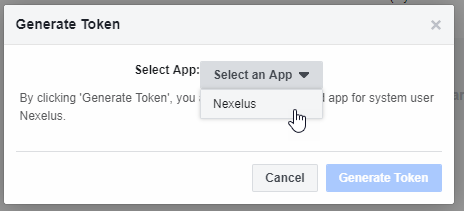 Generate Token ×
Select App: Select an App
Nexelus
By clicking 'Generate Token', you a app for system user
Nexelus.
Cancel Generate Token